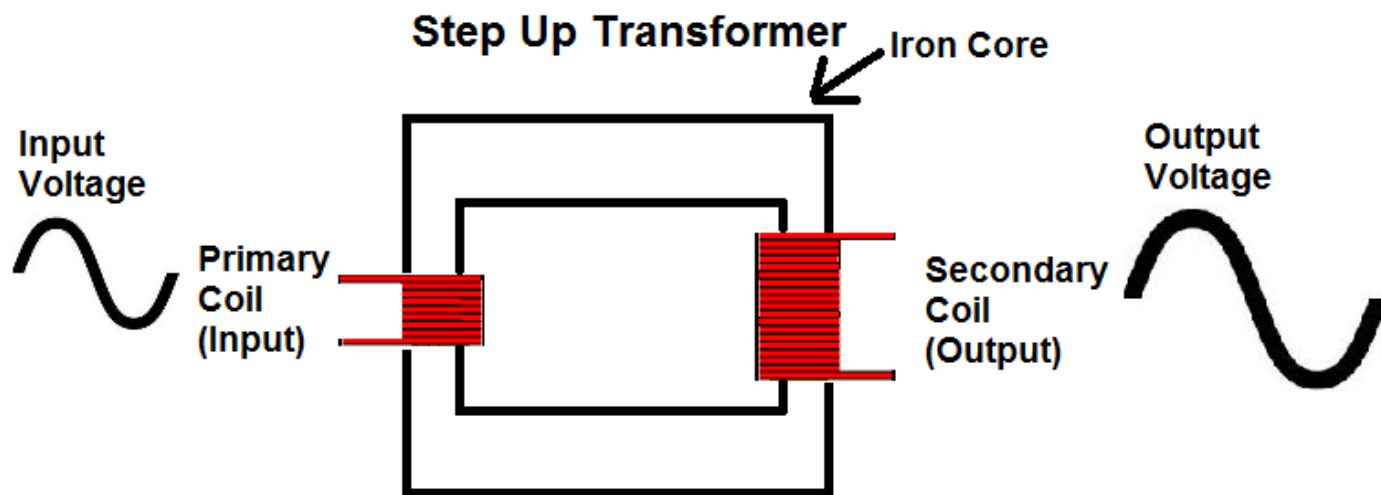 Step Up Transformer
Iron Core
Input
Voltage
Output
Voltage
Primary
Coil
(Input)
Secondary
Coil
(Output)